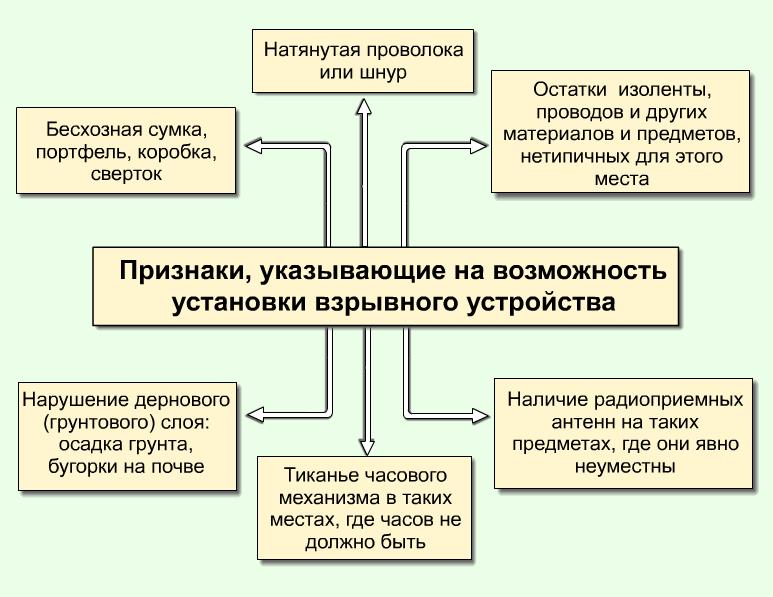 Натянутая проволока
или шнур
Бесхозная сумка,
портфель, коробка,
сверток
Остатки изоленты,
проводов и других
материалов и предметов,
нетипичных для этого
места
Признаки, указывающие на возможность
установки взрывного устройства
Нарушение дернового
(грунтового) слоя:
осадка грунта,
бугорки на почве
Тиканье часового
механизма в таких
местах, где часов не
должно быть
Наличие радиоприемных
антенн на таких
предметах, где они явно
неуместны